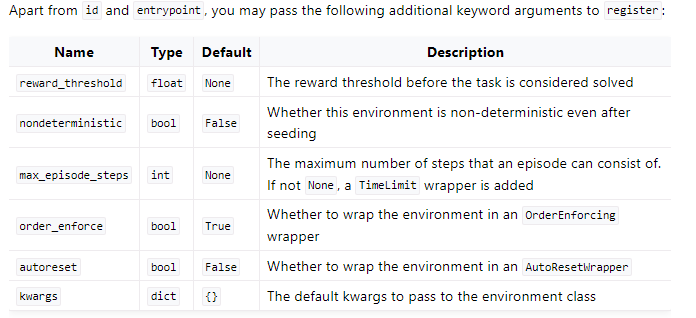 Apart from id and entrypoint, you may pass the following additional keyword arguments to register:
Name Type Default Description
reward_threshold float None The reward threshold before the task is considered solved
nondeterministic bool False Whether this environment is non-deterministic even after
seeding
max_episode_steps int None The maximum number of steps that an episode can consist of.
If not None, a TimeLimit wrapper is added
order_enforce bool True Whether to wrap the environment in an OrderEnforcing
wrapper
autoreset bool False Whether to wrap the environment in an AutoResetWrapper
kwargs dict {} The default kwargs to pass to the environment class